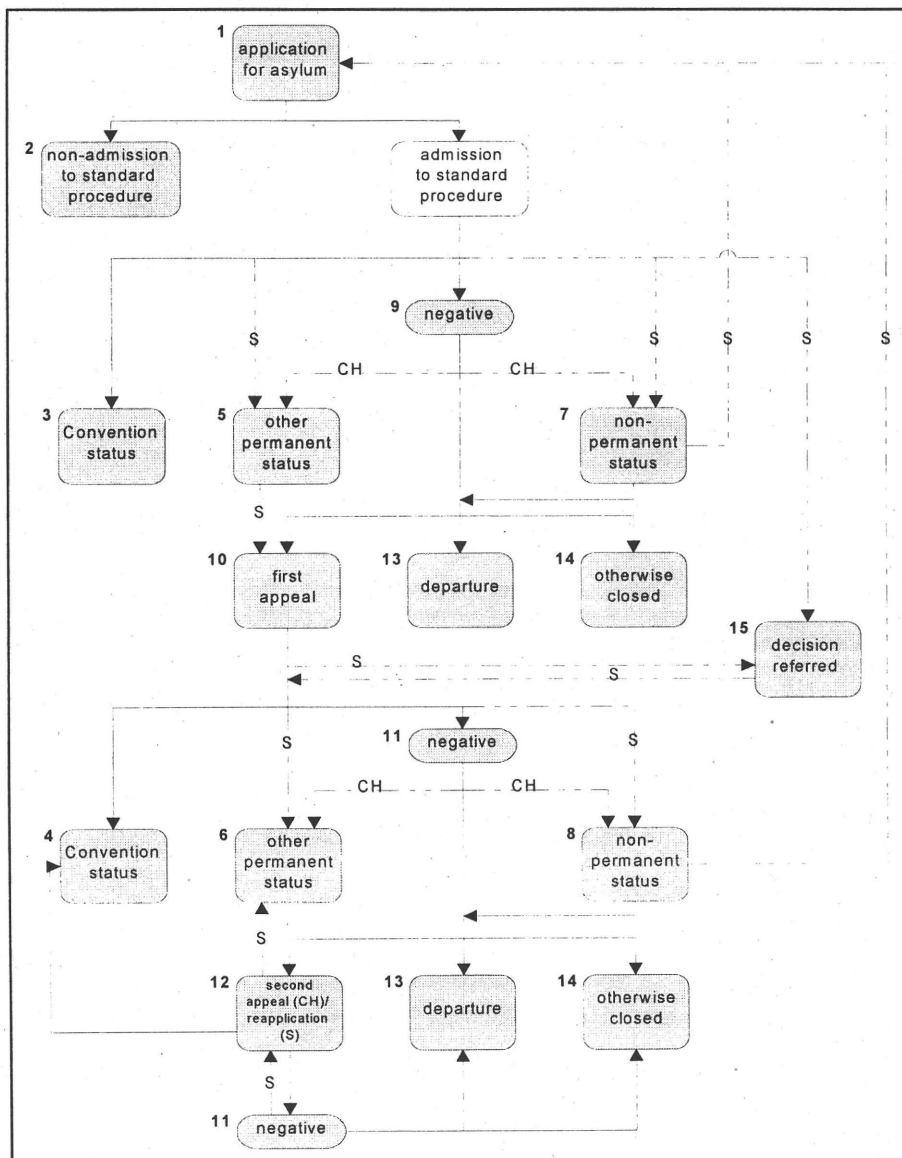 1
application
for asylum
2
non-admission
to standard
procedure
admission
to standard
procedure
9
negative
S
S
S
S
S
CH
CH
3
Convention
status
5
other
permanent
status
7
non-
permanent
status
S
10
first
appeal
13
departure
14
otherwise
closed
15
decision
referred
S
S
11
negative
S
S
CH
CH
4
Convention
status
6
other
permanent
status
8
non-
permanent
status
S
12
second
appeal (CH)/
reapplication
(S)
13
departure
14
otherwise
closed
S
11
negative